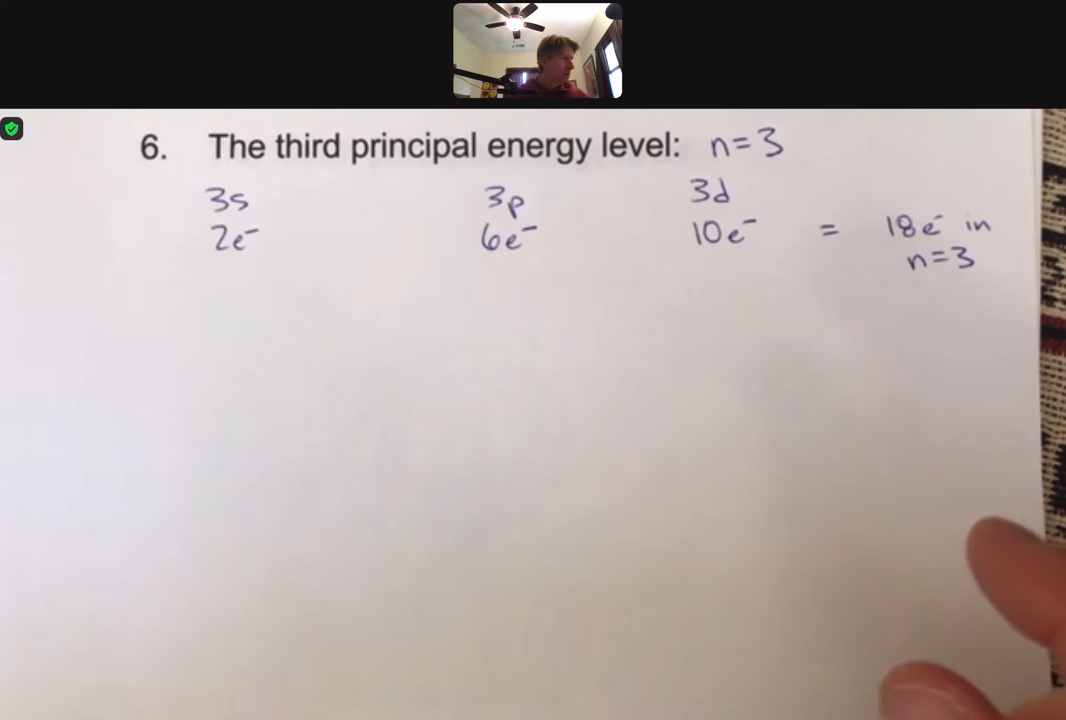 6. The third principal energy level: n=3
3s 3p 3d
2e⁻ 6e⁻ 10e⁻ = 18e⁻ in
n=3